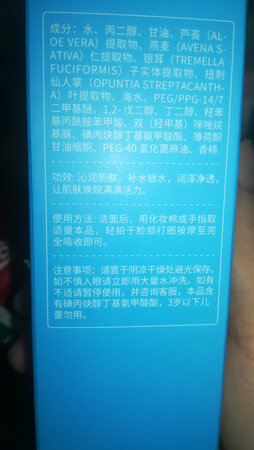 成分：水、丙二醇、甘油、芦荟（AL-
OE VERA）提取物、燕麦（AVENA S-
ATIVA）仁提取物、银耳（TREMELLA
FUCIFORMIS）子实体提取物、扭刺
仙人掌（OPUNTIA STREPTACANTH-
A）叶提取物、海水、PEG/PPG-14/7
二甲基醚、1,2-戊二醇、丁二醇、羟苯
基丙酰胺苯甲酸、双（羟甲基）咪唑烷
基脲、碘丙炔醇丁基氨甲酸酯、薄荷酮
甘油缩酮、PEG-40 氢化蓖麻油、香精
功效：沁润肌肤，补水锁水，润泽净透，
让肌肤焕现满满活力。
使用方法：洁面后，用化妆棉或手指取
适量本品，轻拍于脸部打圈按摩至完
全吸收即可。
注意事项：请置于阴凉干燥处避光保存。
如不慎入眼请立即用大量水冲洗。如有
不适请暂停使用，并咨询客服，本品含
有碘丙炔醇丁基氨甲酸酯，3岁以下儿
童勿用。